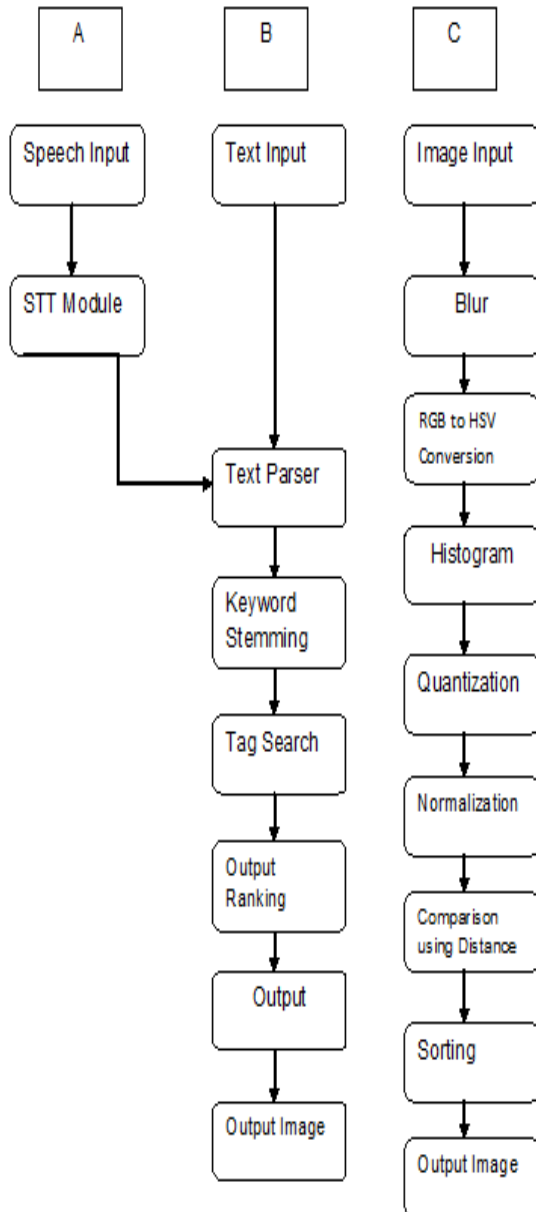 A
B
C
Speech Input
Text Input
Image Input
STT Module
Blur
RGB to HSV
Conversion
Text Parser
Histogram
Keyword
Stemming
Quantization
Tag Search
Normalization
Output
Ranking
Comparison
using Distance
Output
Sorting
Output Image
Output Image